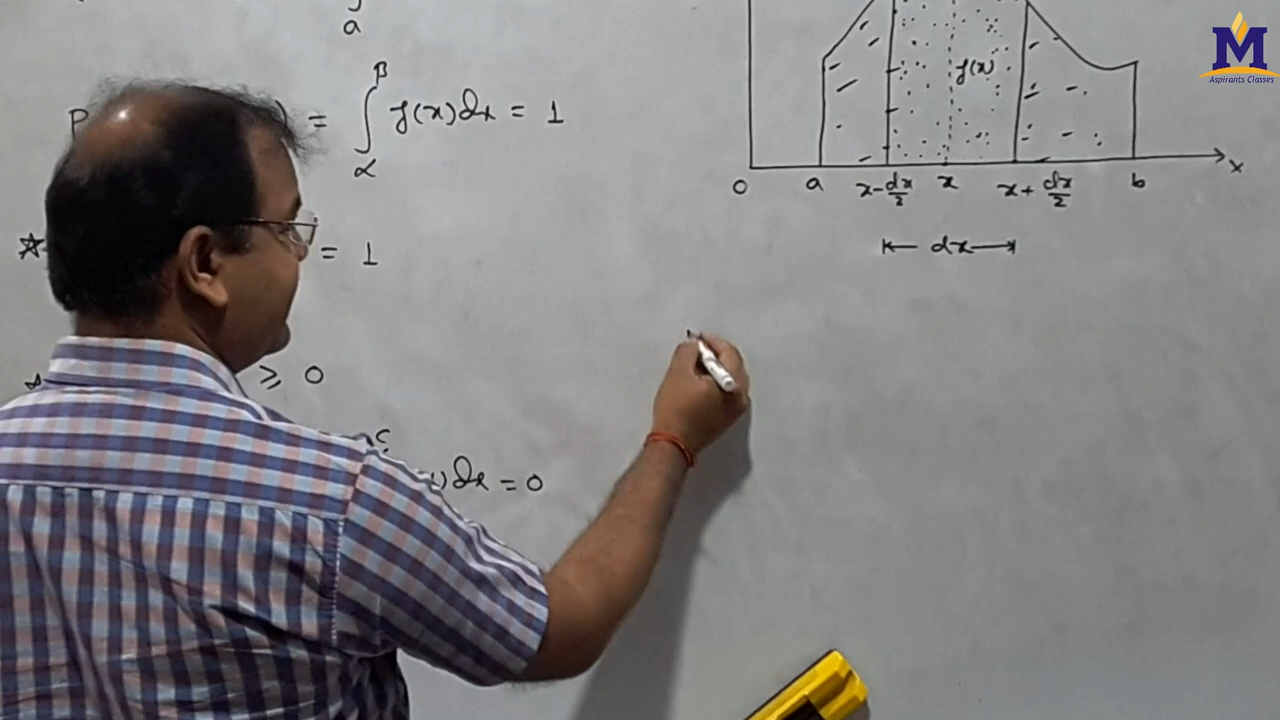 a
P = ∫_α^β f(x)dx = 1
= 1
≥ 0
c
)dx = 0
f(x)
0 a x-dx/2 x x+dx/2 b x
dx
M
Aspirants Classes